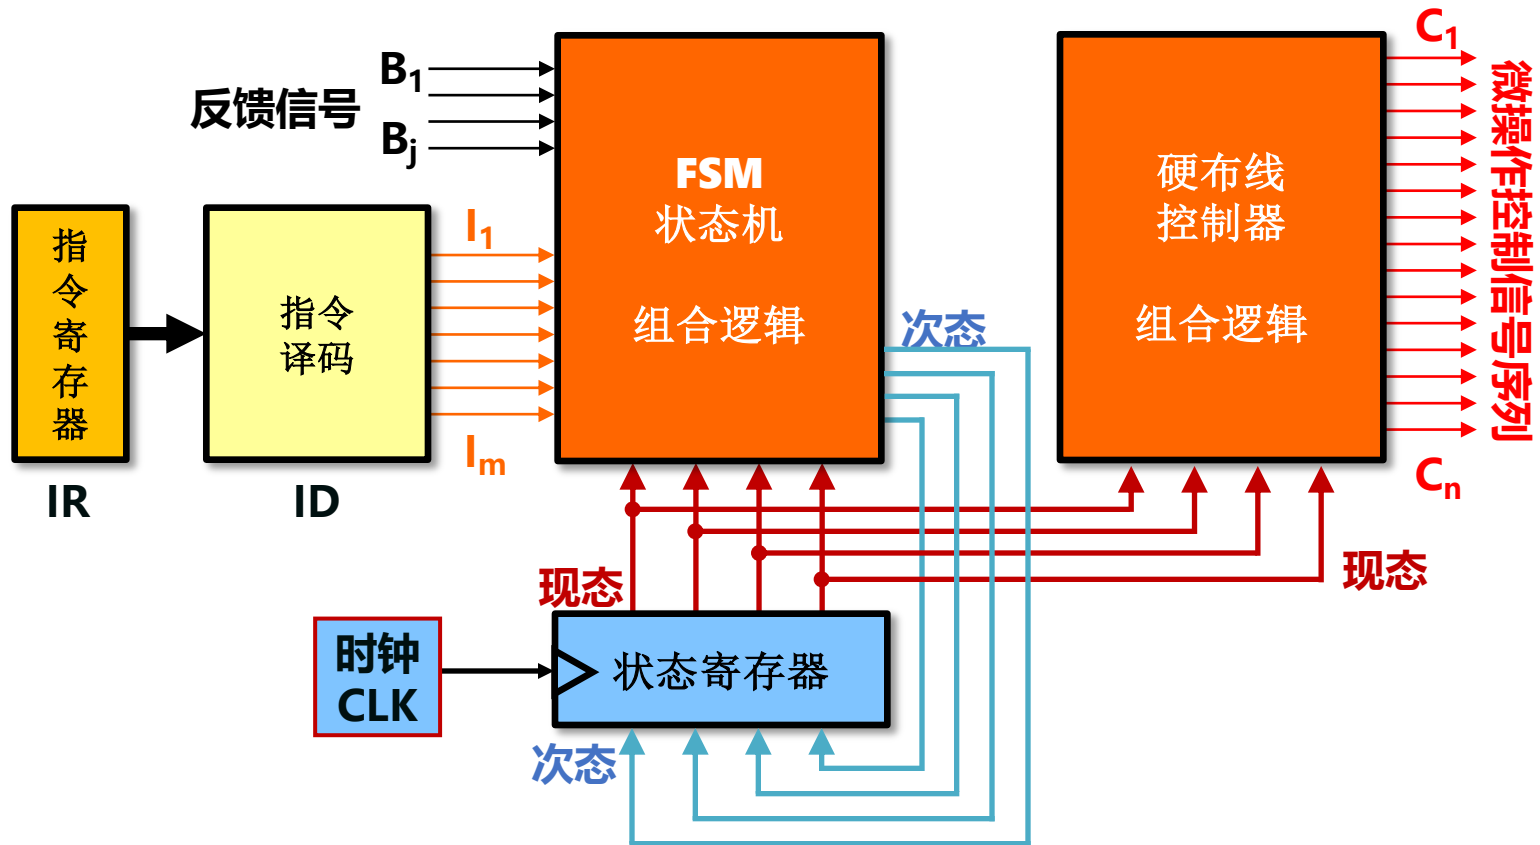 反馈信号
B1
Bj
指令寄存器
IR
指令
译码
ID
I1
Im
FSM
状态机
组合逻辑
硬布线
控制器
组合逻辑
C1
Cn
微操作控制信号序列
次态
现态
现态
时钟
CLK
状态寄存器
次态